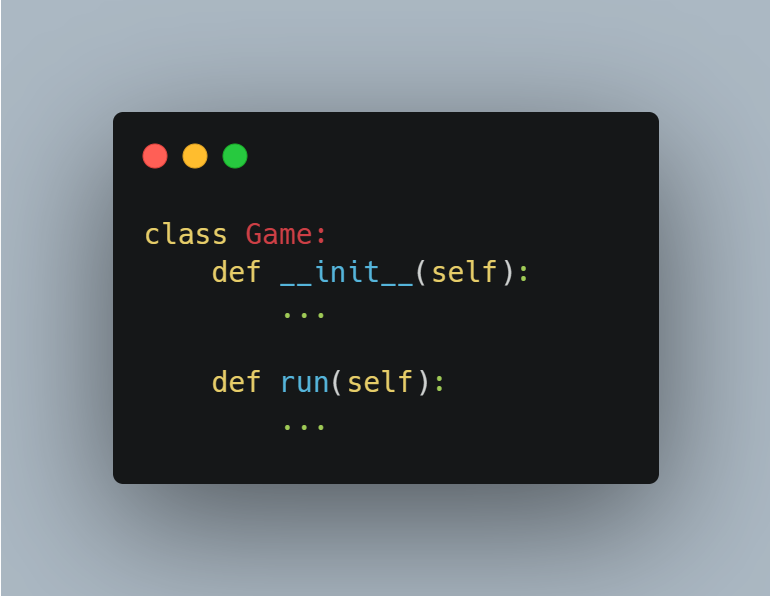 class Game:
    def __init__(self):
        ...

    def run(self):
        ...